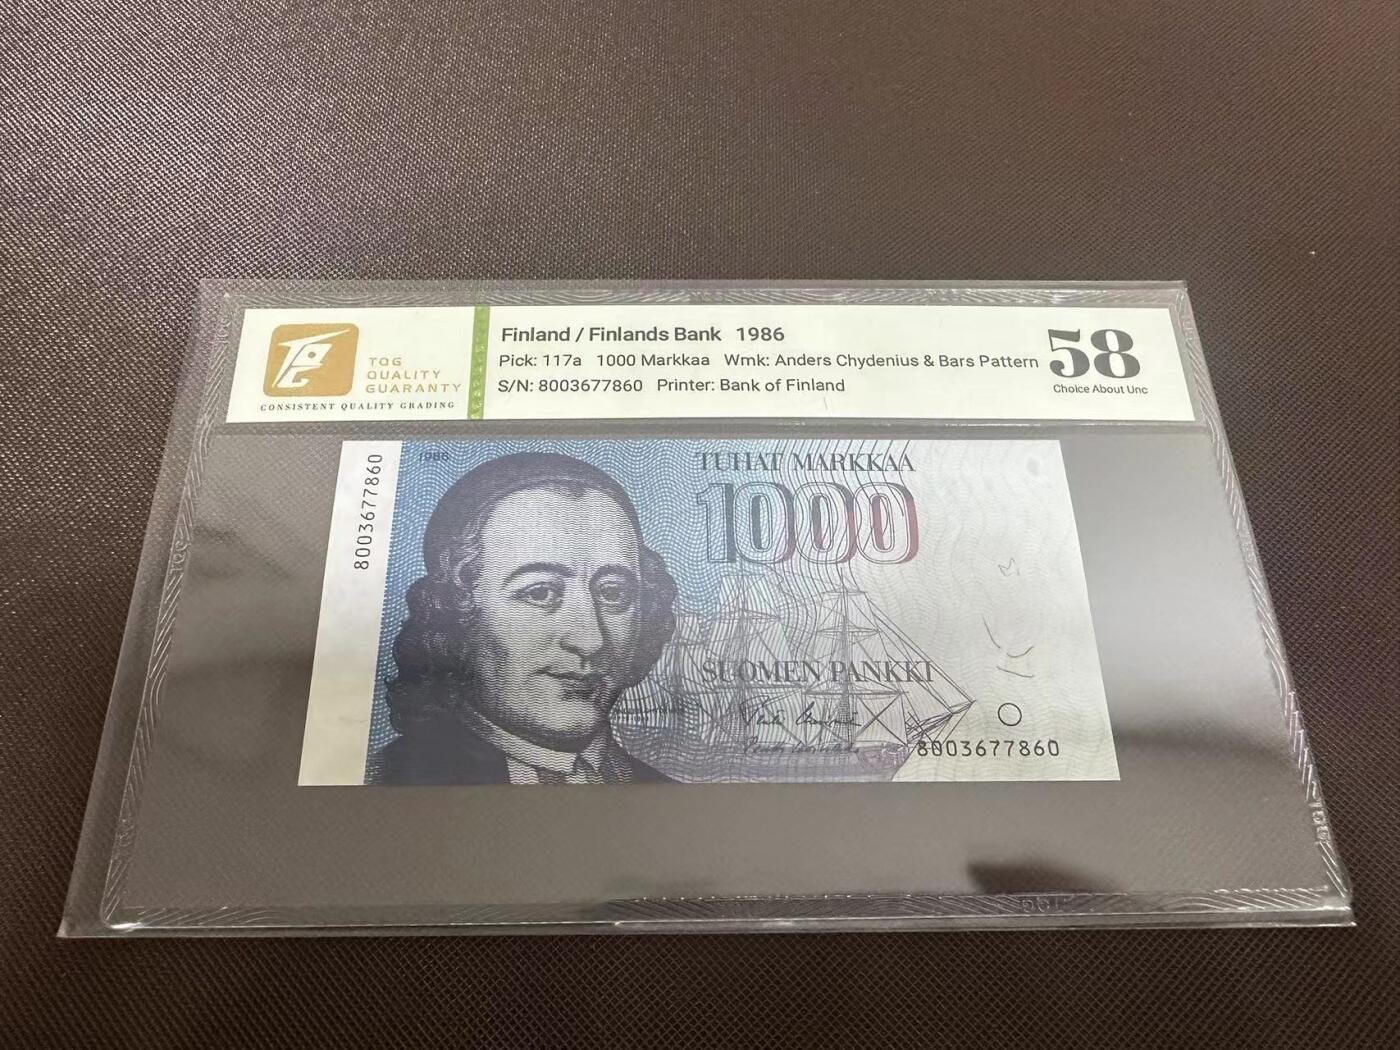 TQG
QUALITY
GUARANTY
CONSISTENT QUALITY GRADING
Finland / Finlands Bank 1986
Pick: 117a 1000 Markkaa Wmk: Anders Chydenius & Bars Pattern
S/N: 8003677860 Printer: Bank of Finland
58
Choice About Unc
8003677860
1986
TUHAT MARKKAA
1000
SUOMEN PANKKI
8003677860